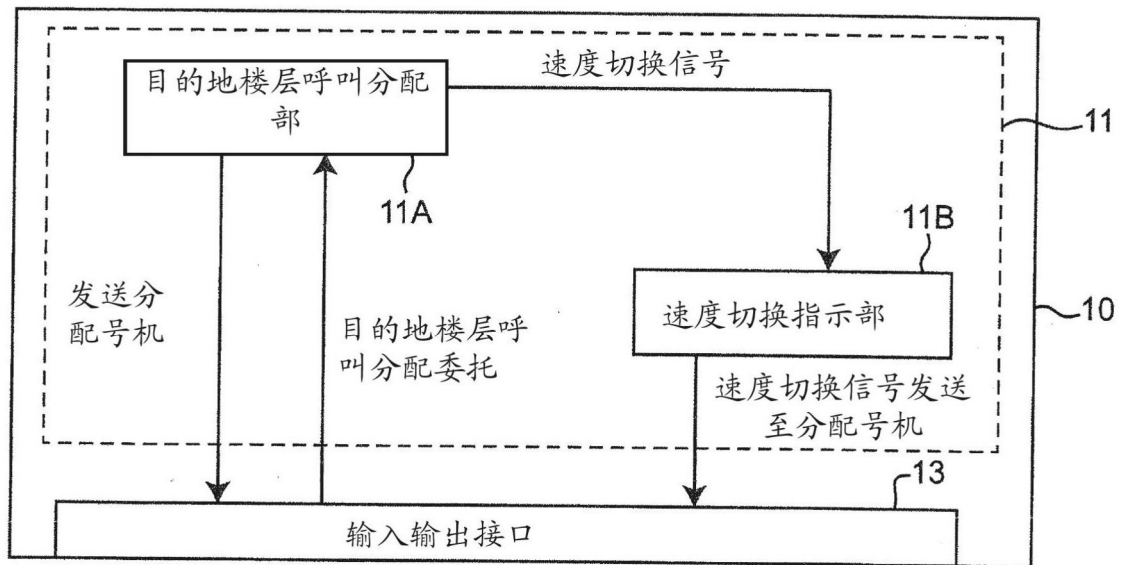 速度切换信号
目的地楼层呼叫分配
部
11
11A
11B
发送分
配号机
目的地楼层呼
叫分配委托
速度切换指示部
10
速度切换信号发送
至分配号机
13
输入输出接口